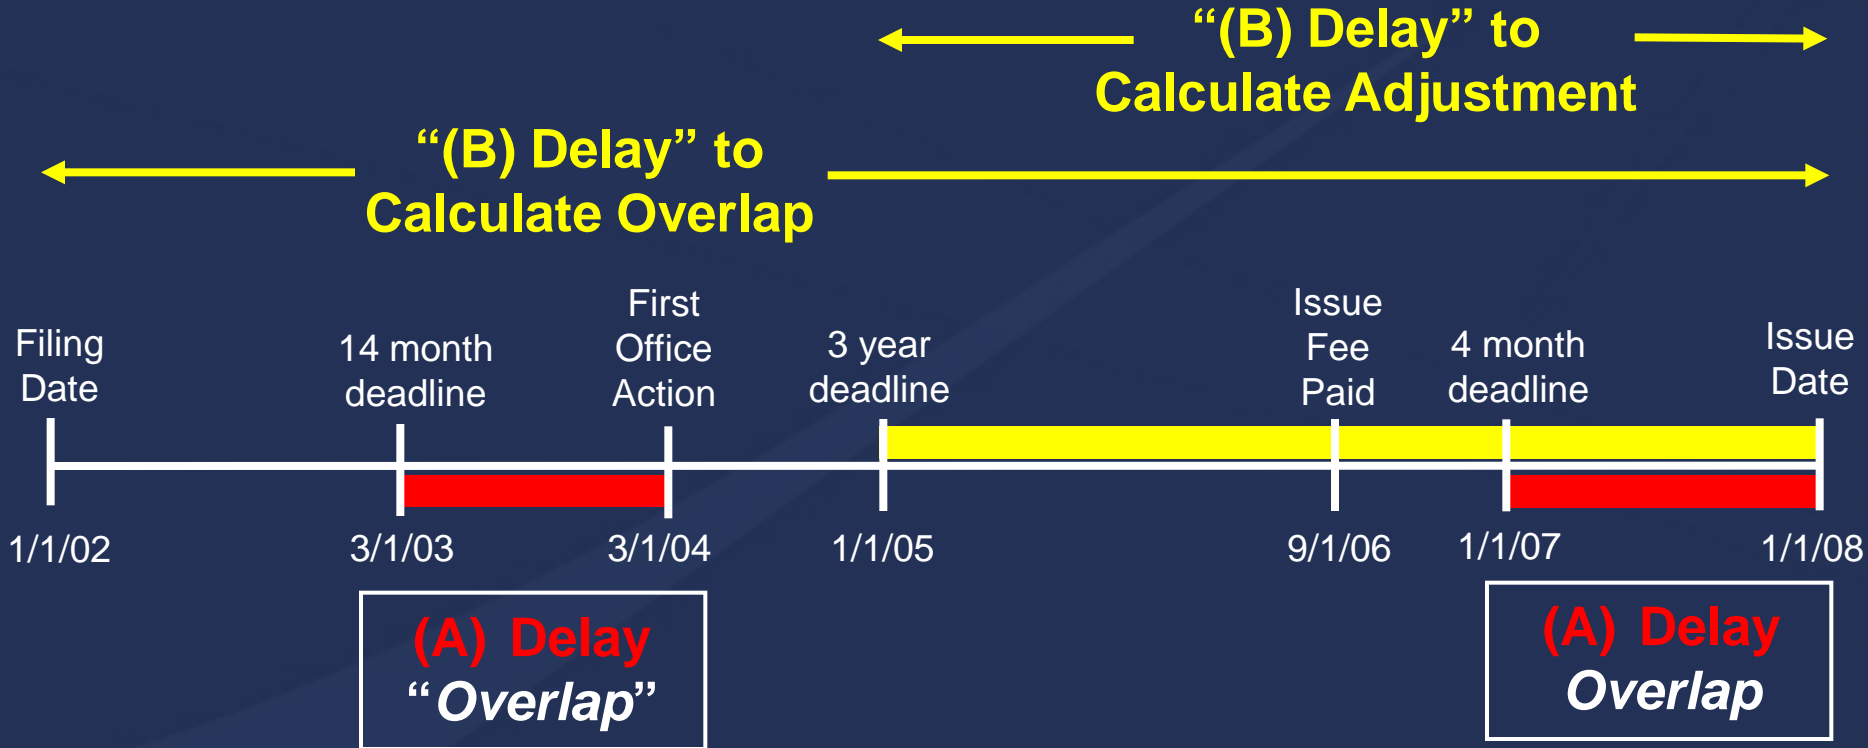 “(B) Delay” to
Calculate Adjustment
“(B) Delay” to
Calculate Overlap
Filing
Date
14 month
deadline
First
Office
Action
3 year
deadline
Issue
Fee
Paid
4 month
deadline
Issue
Date
1/1/02
3/1/03
3/1/04
1/1/05
9/1/06
1/1/07
1/1/08
(A) Delay
“Overlap”
(A) Delay
Overlap